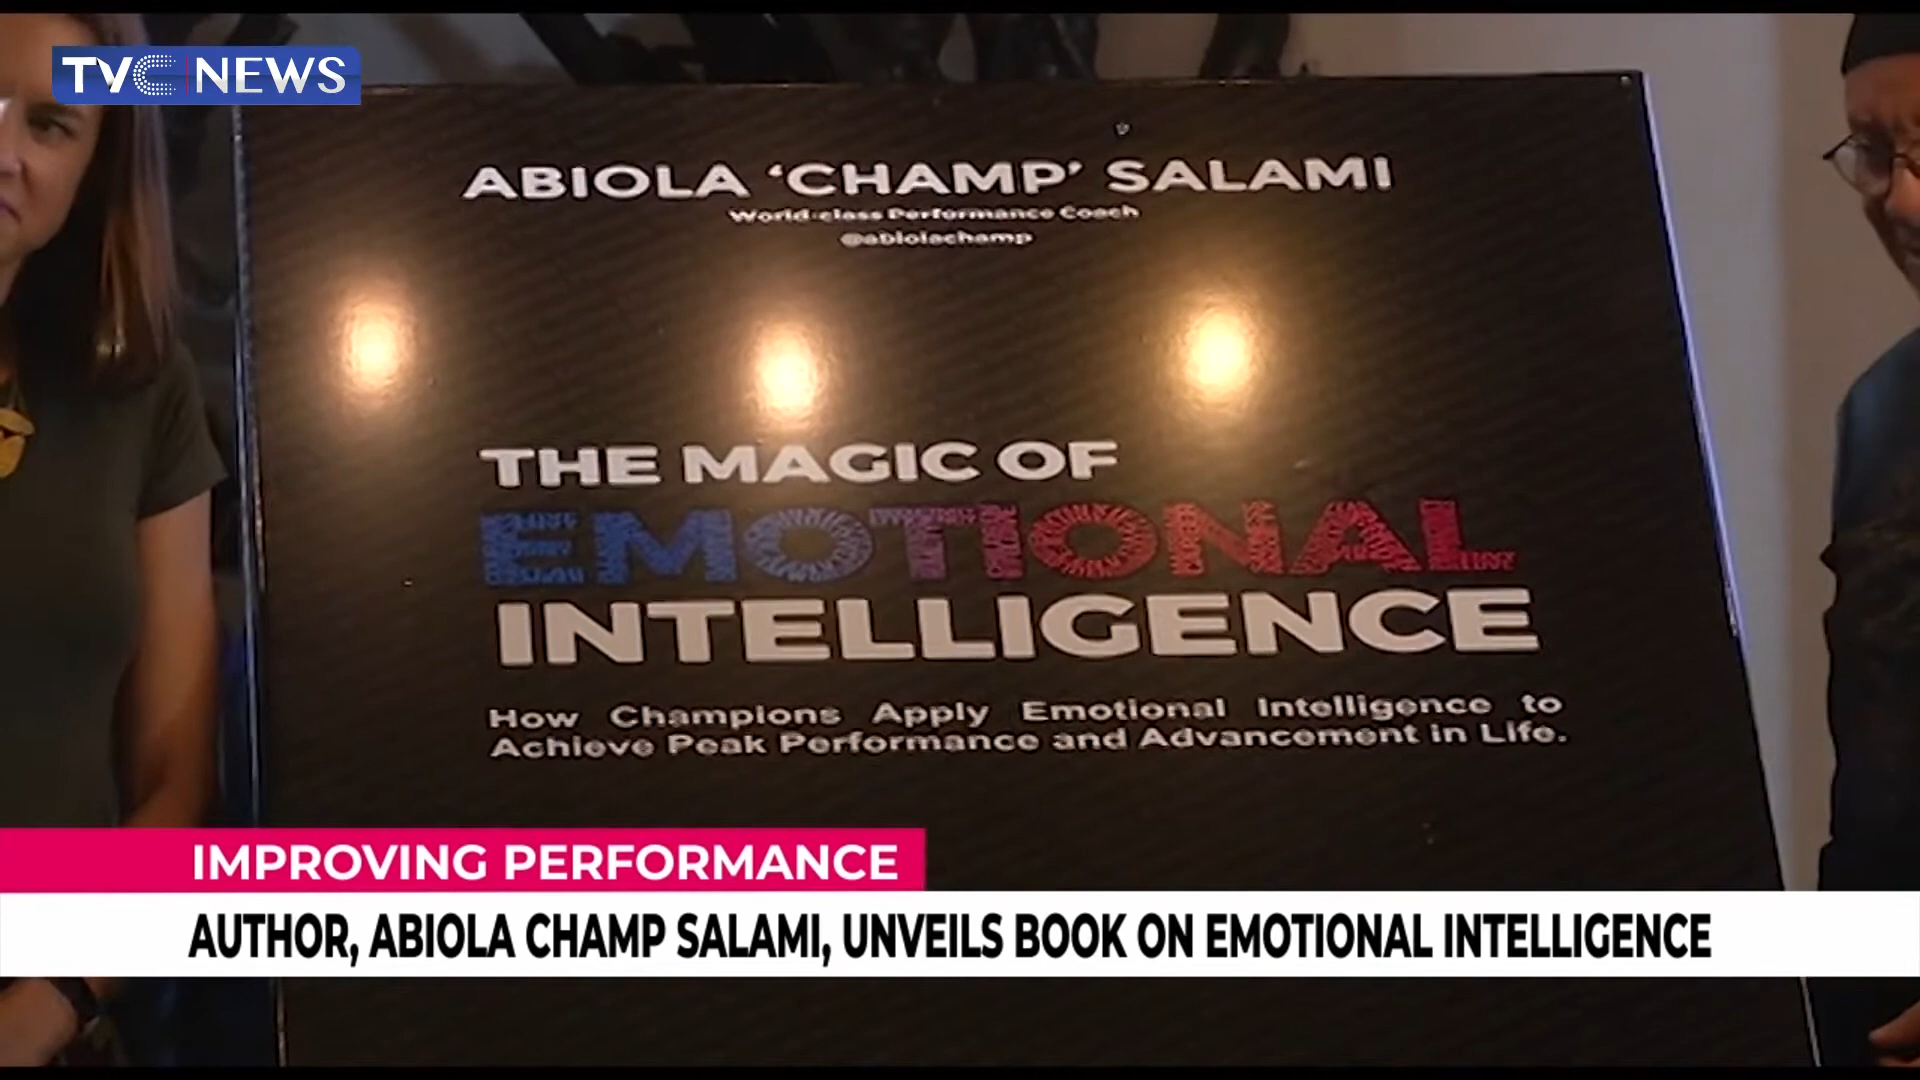 TVC NEWS
ABIOLA ‘CHAMP’ SALAMI
World-class Performance Coach
@abiolachamp
THE MAGIC OF
EMOTIONAL
INTELLIGENCE
How Champions Apply Emotional Intelligence to
Achieve Peak Performance and Advancement in Life.
IMPROVING PERFORMANCE
AUTHOR, ABIOLA CHAMP SALAMI, UNVEILS BOOK ON EMOTIONAL INTELLIGENCE